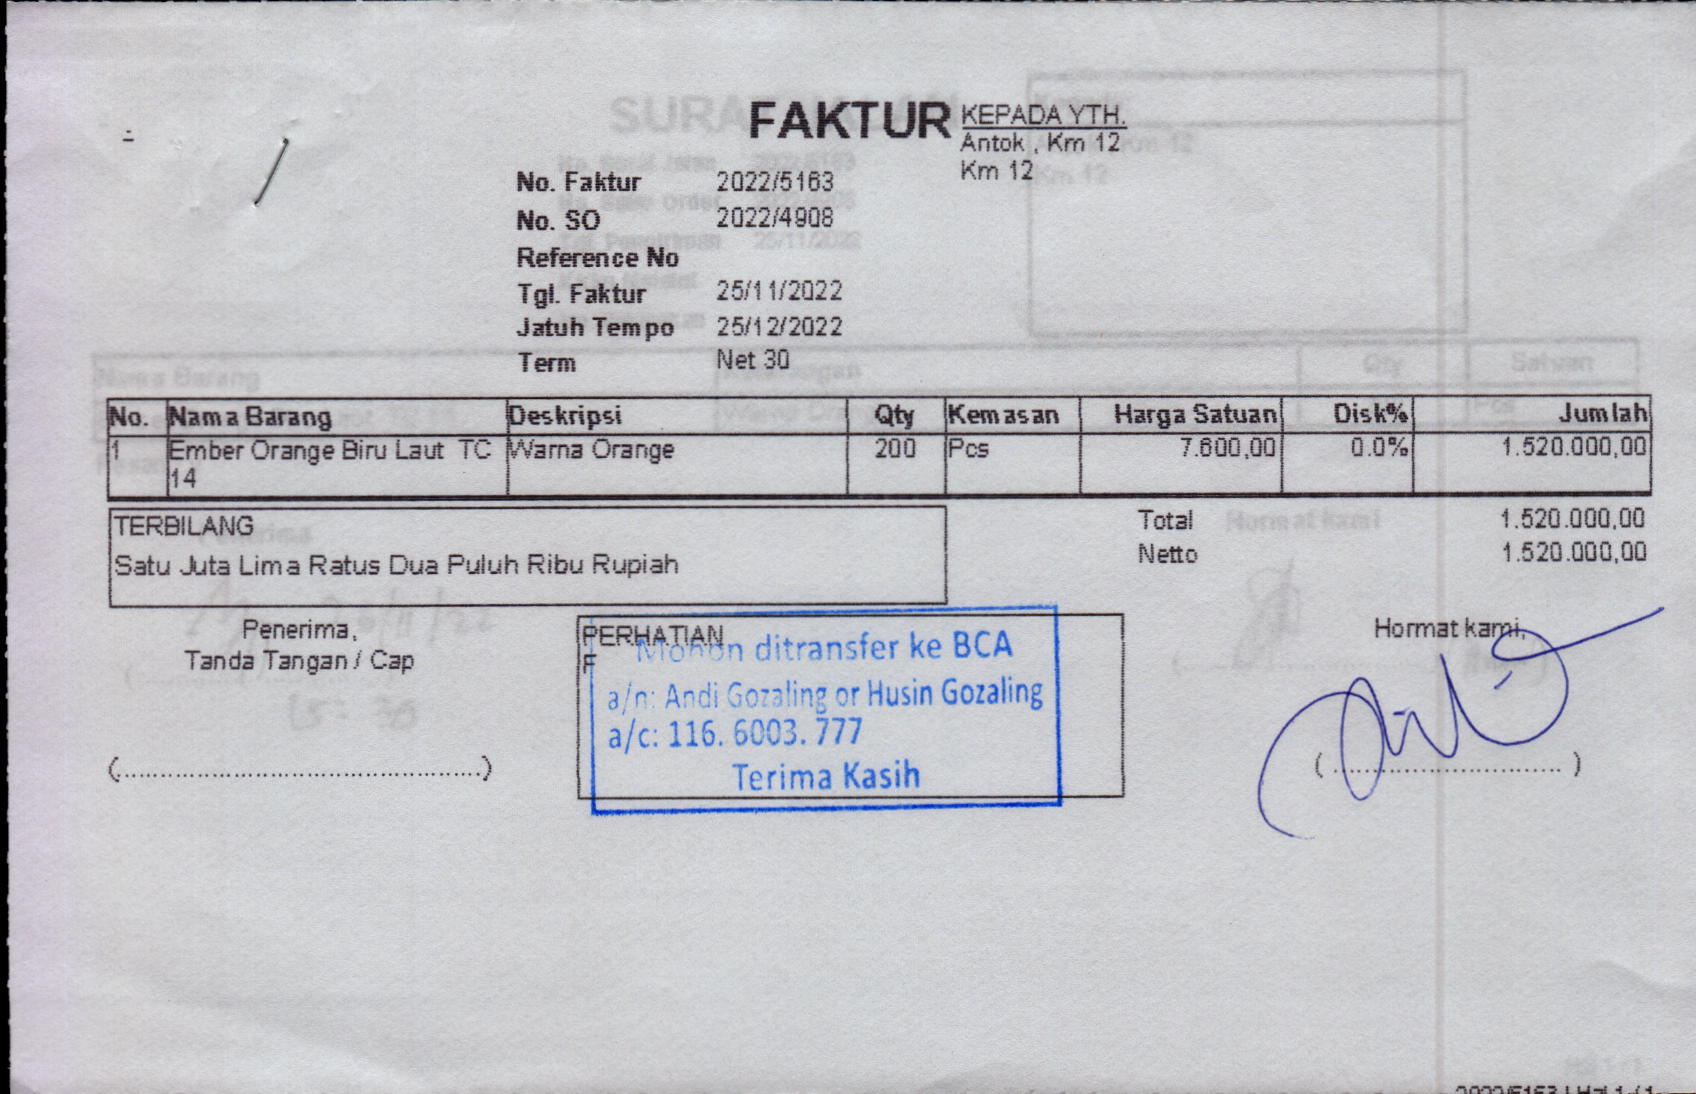 FAKTUR
KEPADA YTH.
Antok , Km 12
Km 12
No. Faktur 2022/5163
No. SO 2022/4908
Reference No
Tgl. Faktur 25/11/2022
Jatuh Tempo 25/12/2022
Term Net 30
No. Nama Barang Deskripsi Qty Kemasan Harga Satuan Disk% Jumlah
1 Ember Orange Biru Laut TC Warna Orange 200 Pcs 7.600,00 0.0% 1.520.000,00
14
TERBILANG
Satu Juta Lima Ratus Dua Puluh Ribu Rupiah
Total 1.520.000,00
Netto 1.520.000,00
Penerima,
Tanda Tangan / Cap
PERHATIAN
F
Mohon ditransfer ke BCA
a/n: Andi Gozaling or Husin Gozaling
a/c: 116. 6003. 777
Terima Kasih
Hormat kami,
(............................................)
(............................)